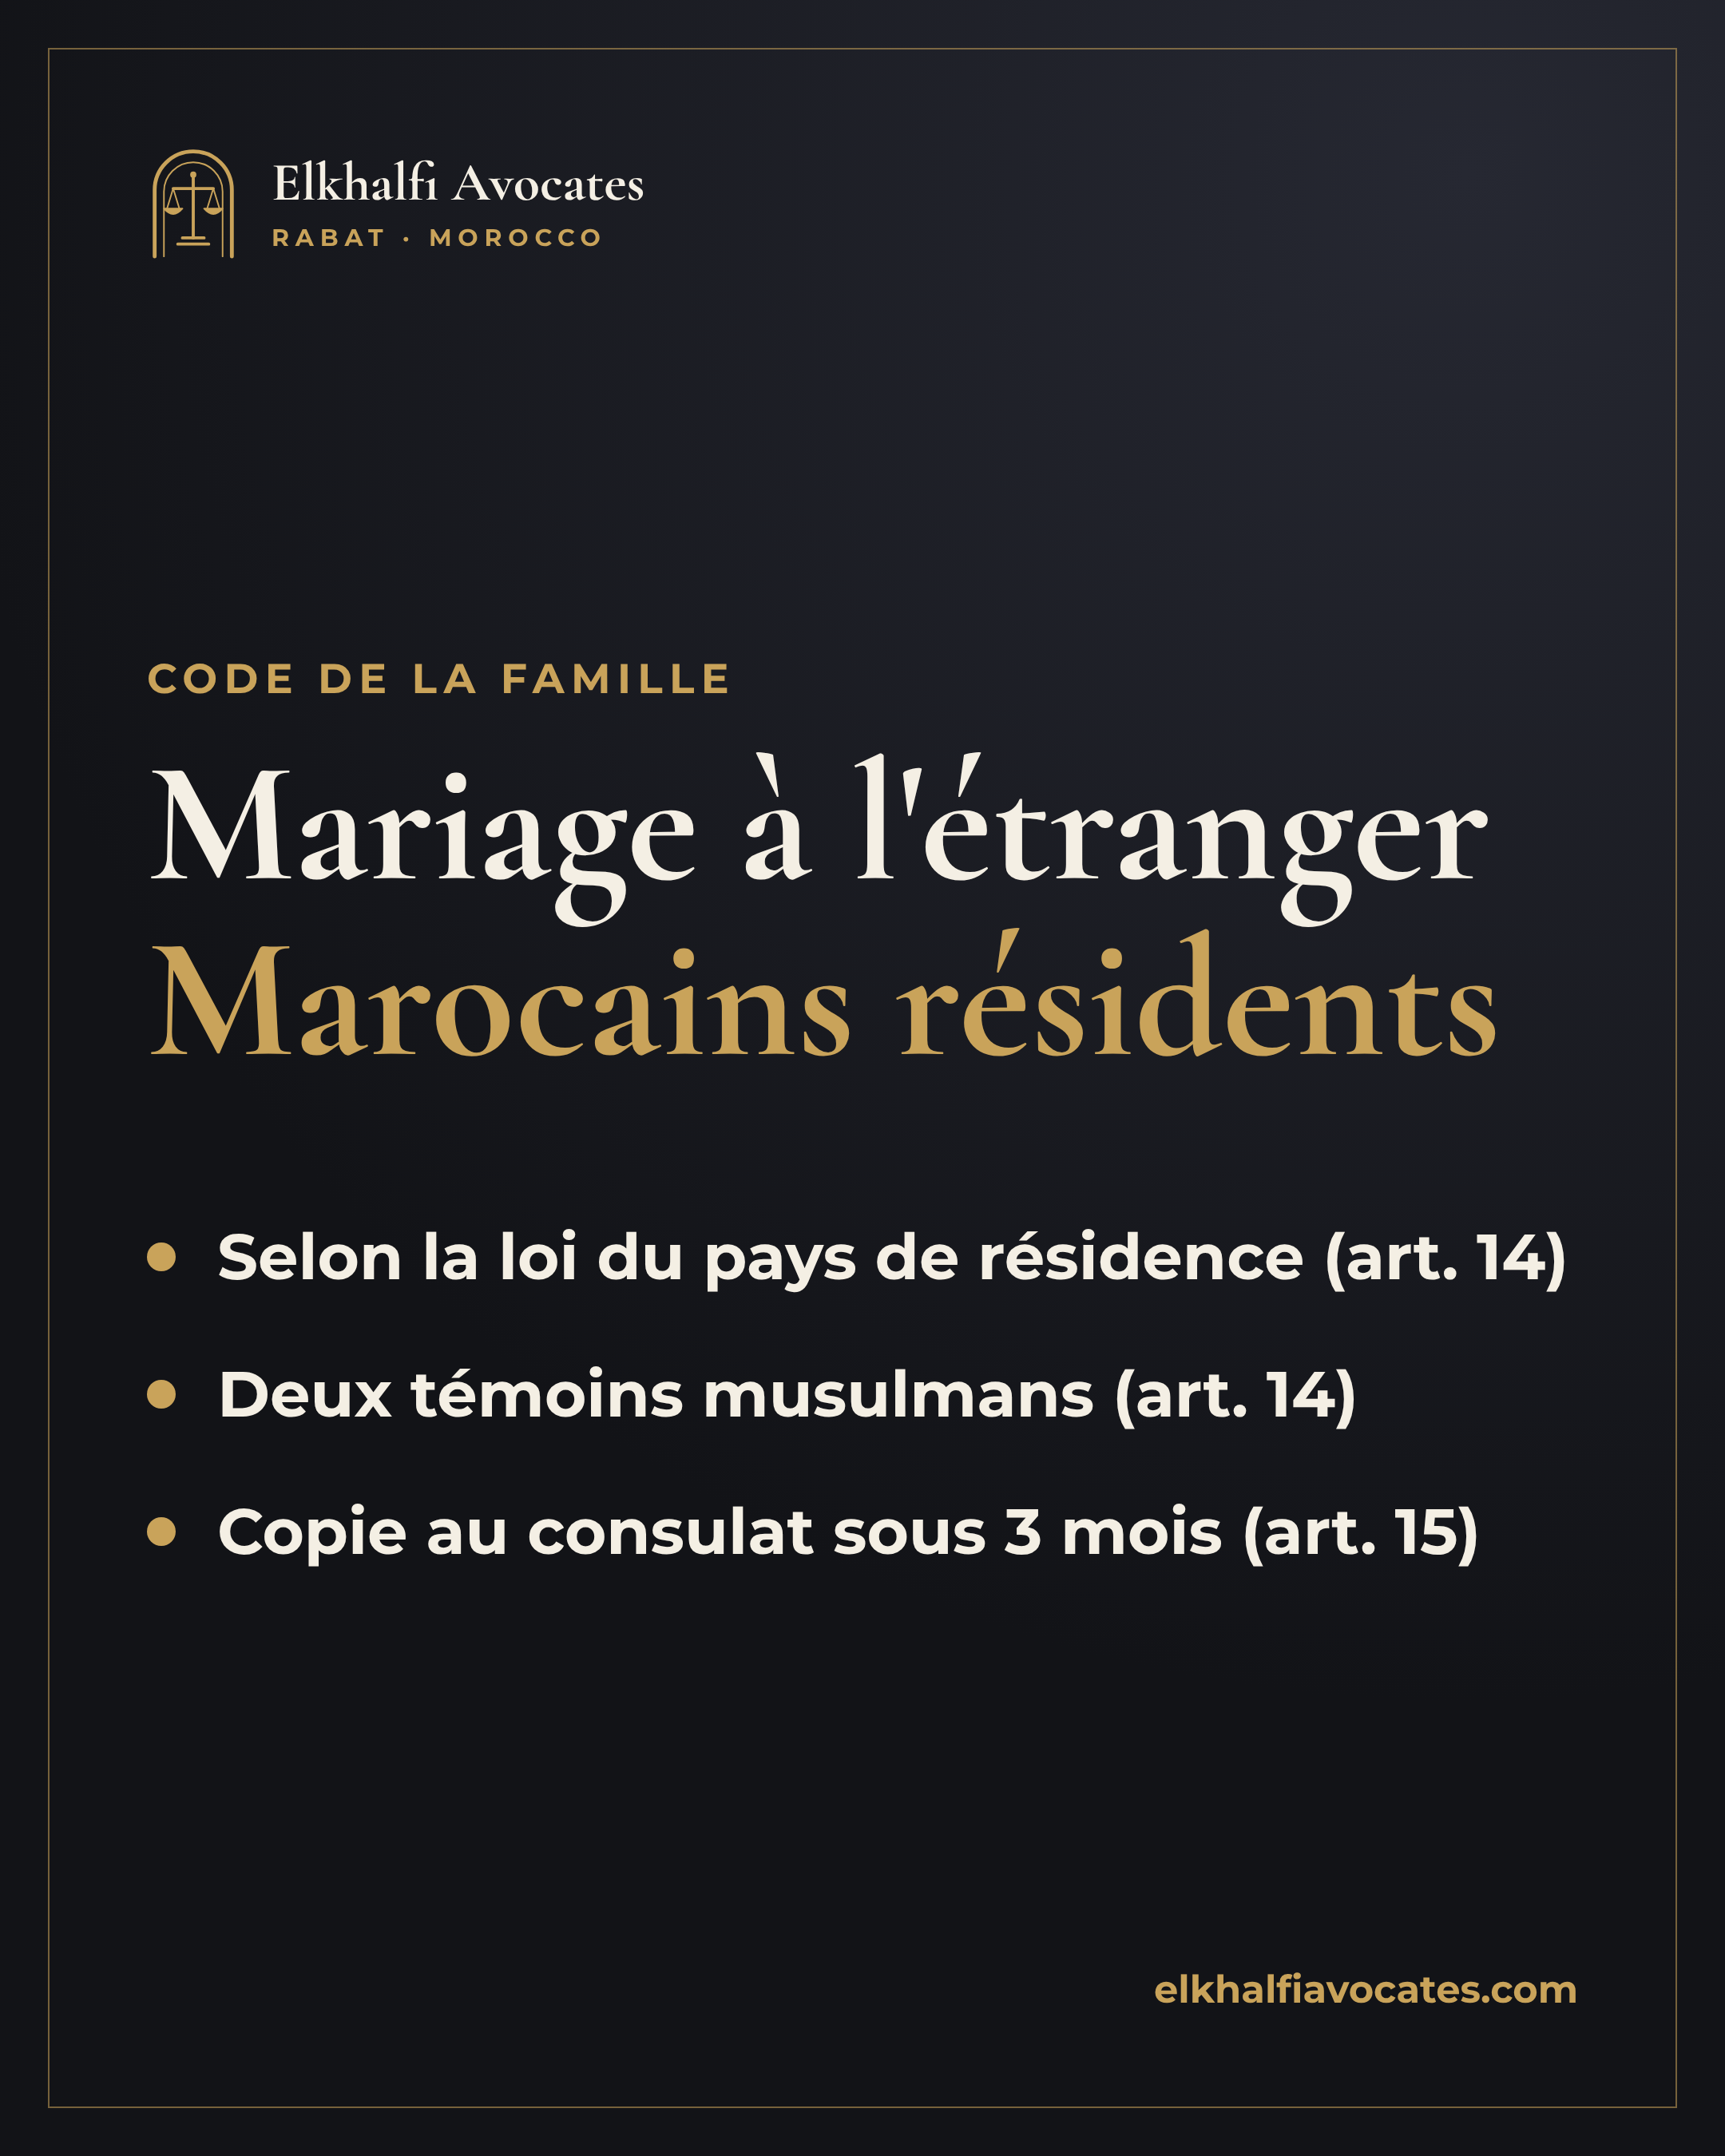 Elkhalfi Avocates
RABAT · MOROCCO
CODE DE LA FAMILLE
Mariage à l'étranger
Marocains résidents
Selon la loi du pays de résidence (art. 14)
Deux témoins musulmans (art. 14)
Copie au consulat sous 3 mois (art. 15)
elkhalfiavocates.com